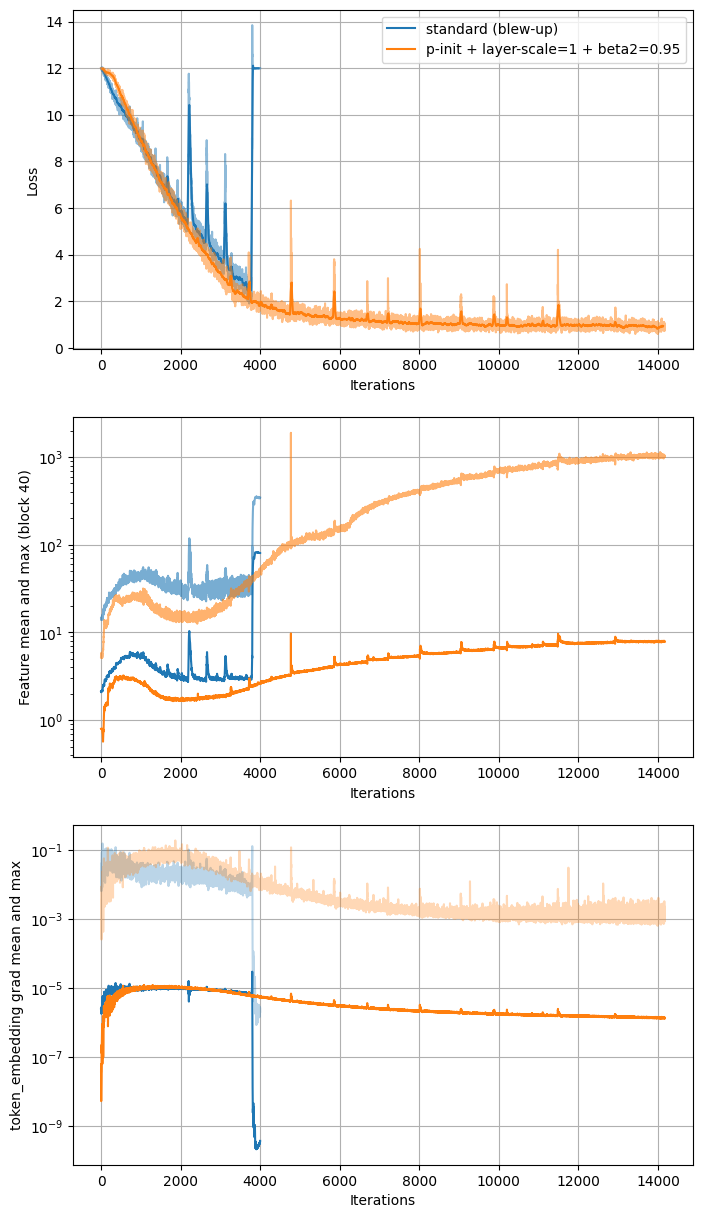 standard (blew-up)
p-init + layer-scale=1 + beta2=0.95
14
12
10
8
6
4
2
0
Loss
0 2000 4000 6000 8000 10000 12000 14000
Iterations
10³
10²
10¹
10⁰
Feature mean and max (block 40)
0 2000 4000 6000 8000 10000 12000 14000
Iterations
10⁻¹
10⁻³
10⁻⁵
10⁻⁷
10⁻⁹
token_embedding grad mean and max
0 2000 4000 6000 8000 10000 12000 14000
Iterations